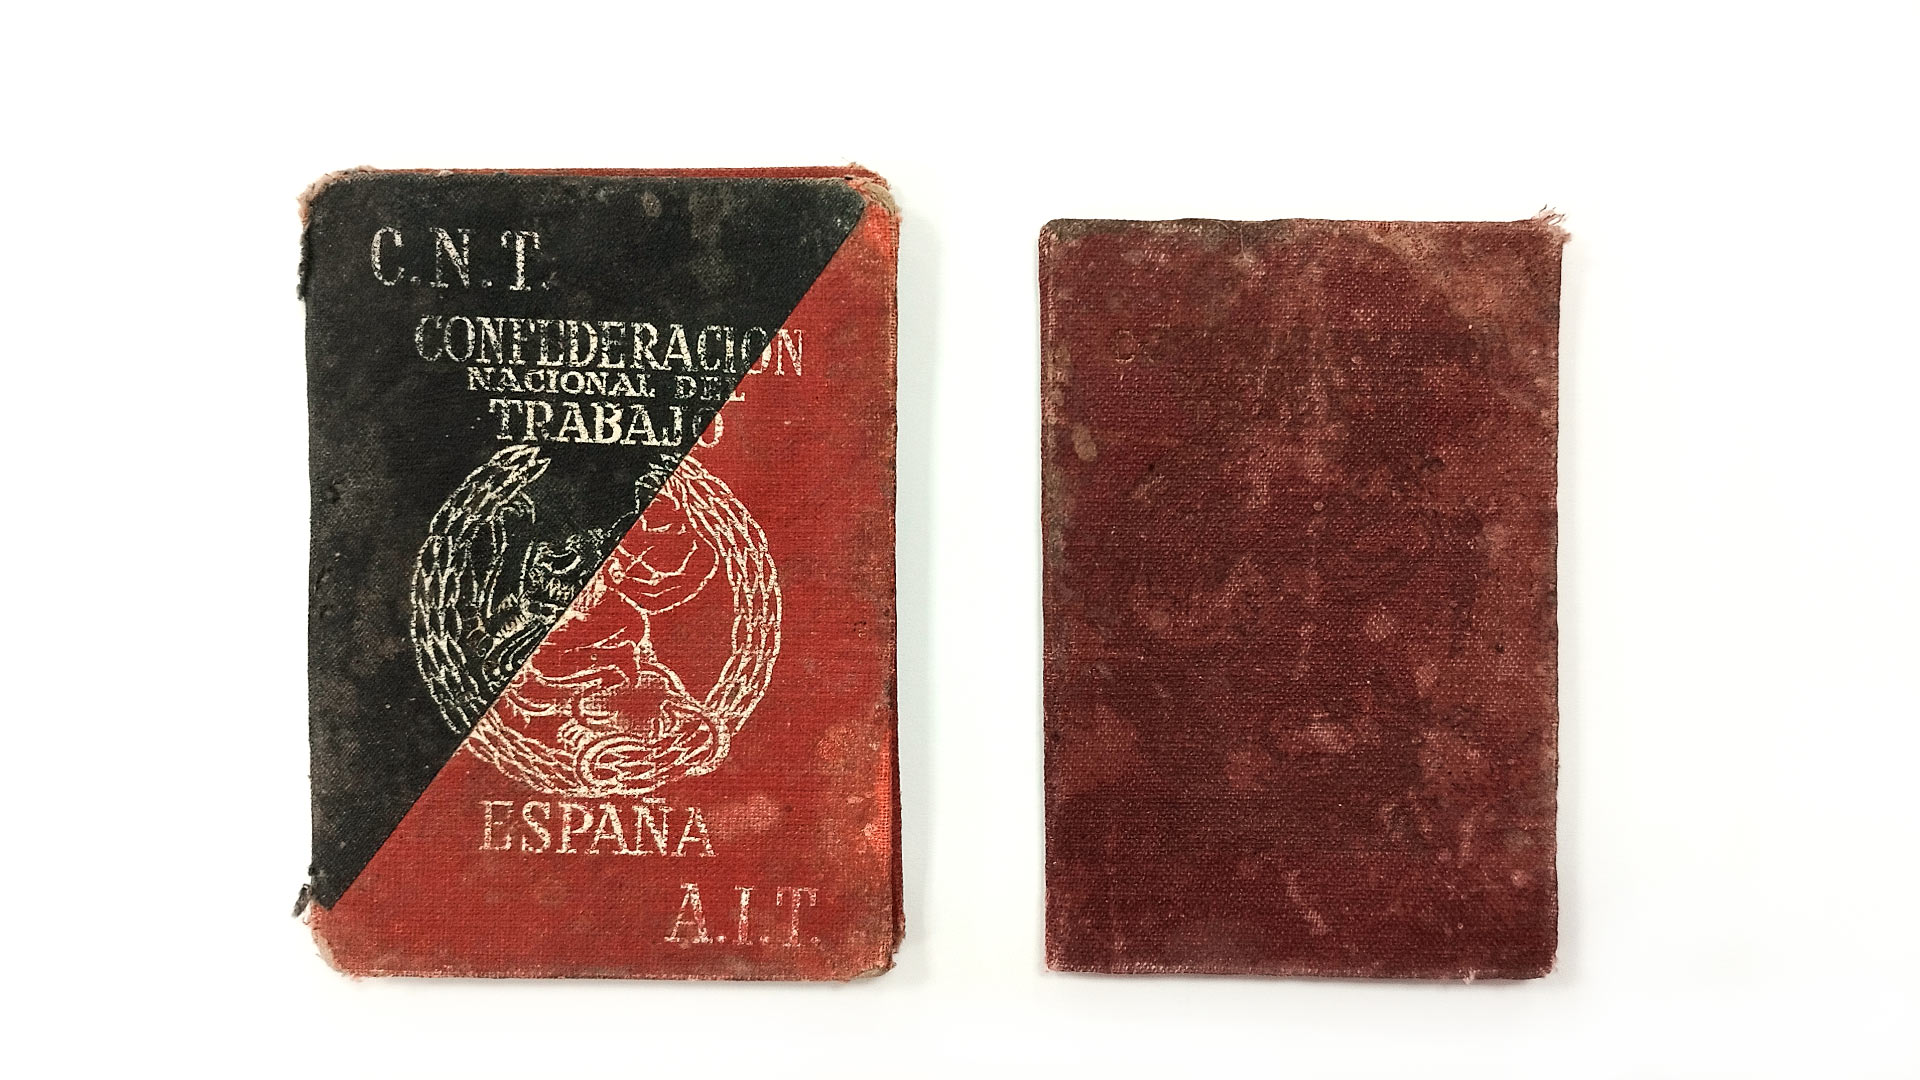 C.N.T.
CONFEDERACION
NACIONAL DEL
TRABAJO
ESPAÑA
A.I.T.